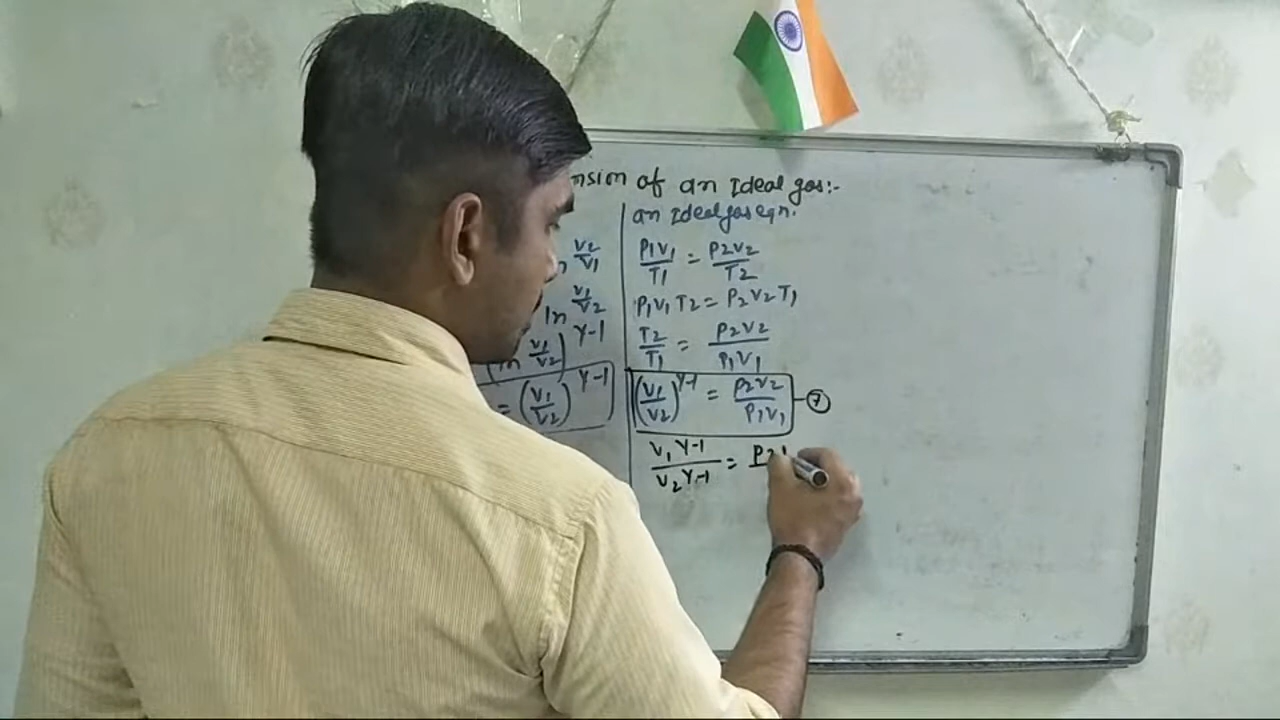 of an Ideal gas:-
an Ideal gas eqn.
V2/V1
ln V1/V2
(ln V1/V2)^γ-1
= (V1/V2)^γ-1
P1V1/T1 = P2V2/T2
P1V1T2 = P2V2T1
T2/T1 = P2V2/P1V1
(V1/V2)^γ-1 = P2V2/P1V1 - 7
V1^γ-1/V2^γ-1 = P2